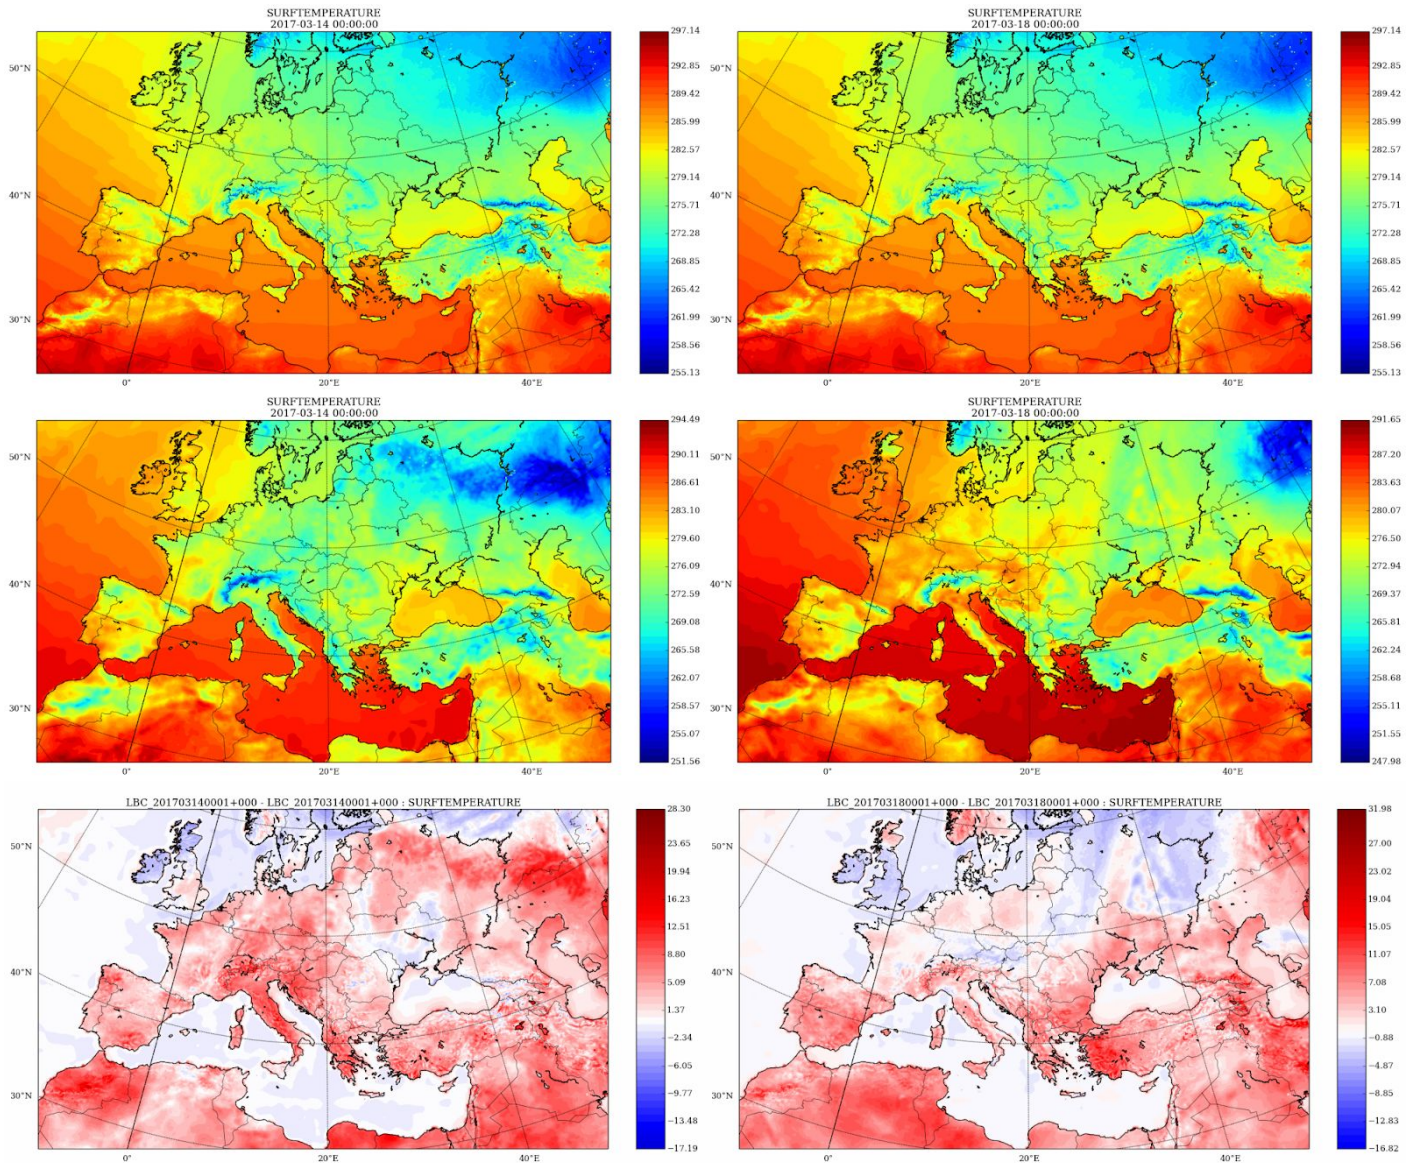 SURFTEMPERATURE
2017-03-14 00:00:00
50°N
40°N
30°N
0°
20°E
40°E
297.14
292.85
289.42
285.99
282.57
279.14
275.71
272.28
268.85
265.42
261.99
258.56
255.13
SURFTEMPERATURE
2017-03-18 00:00:00
50°N
40°N
30°N
0°
20°E
40°E
297.14
292.85
289.42
285.99
282.57
279.14
275.71
272.28
268.85
265.42
261.99
258.56
255.13
SURFTEMPERATURE
2017-03-14 00:00:00
50°N
40°N
30°N
0°
20°E
40°E
294.49
290.11
286.61
283.10
279.60
276.09
272.59
269.08
265.58
262.07
258.57
255.07
251.56
SURFTEMPERATURE
2017-03-18 00:00:00
50°N
40°N
30°N
0°
20°E
40°E
291.65
287.20
283.63
280.07
276.50
272.94
269.37
265.81
262.24
258.68
255.11
251.55
247.98
LBC_201703140001+000 - LBC_201703140001+000 : SURFTEMPERATURE
50°N
40°N
30°N
0°
20°E
40°E
28.30
23.65
19.94
16.23
12.51
8.80
5.09
1.37
−2.34
−6.05
−9.77
−13.48
−17.19
LBC_201703180001+000 - LBC_201703180001+000 : SURFTEMPERATURE
50°N
40°N
30°N
0°
20°E
40°E
31.98
27.00
23.02
19.04
15.05
11.07
7.08
3.10
−0.88
−4.87
−8.85
−12.83
−16.82